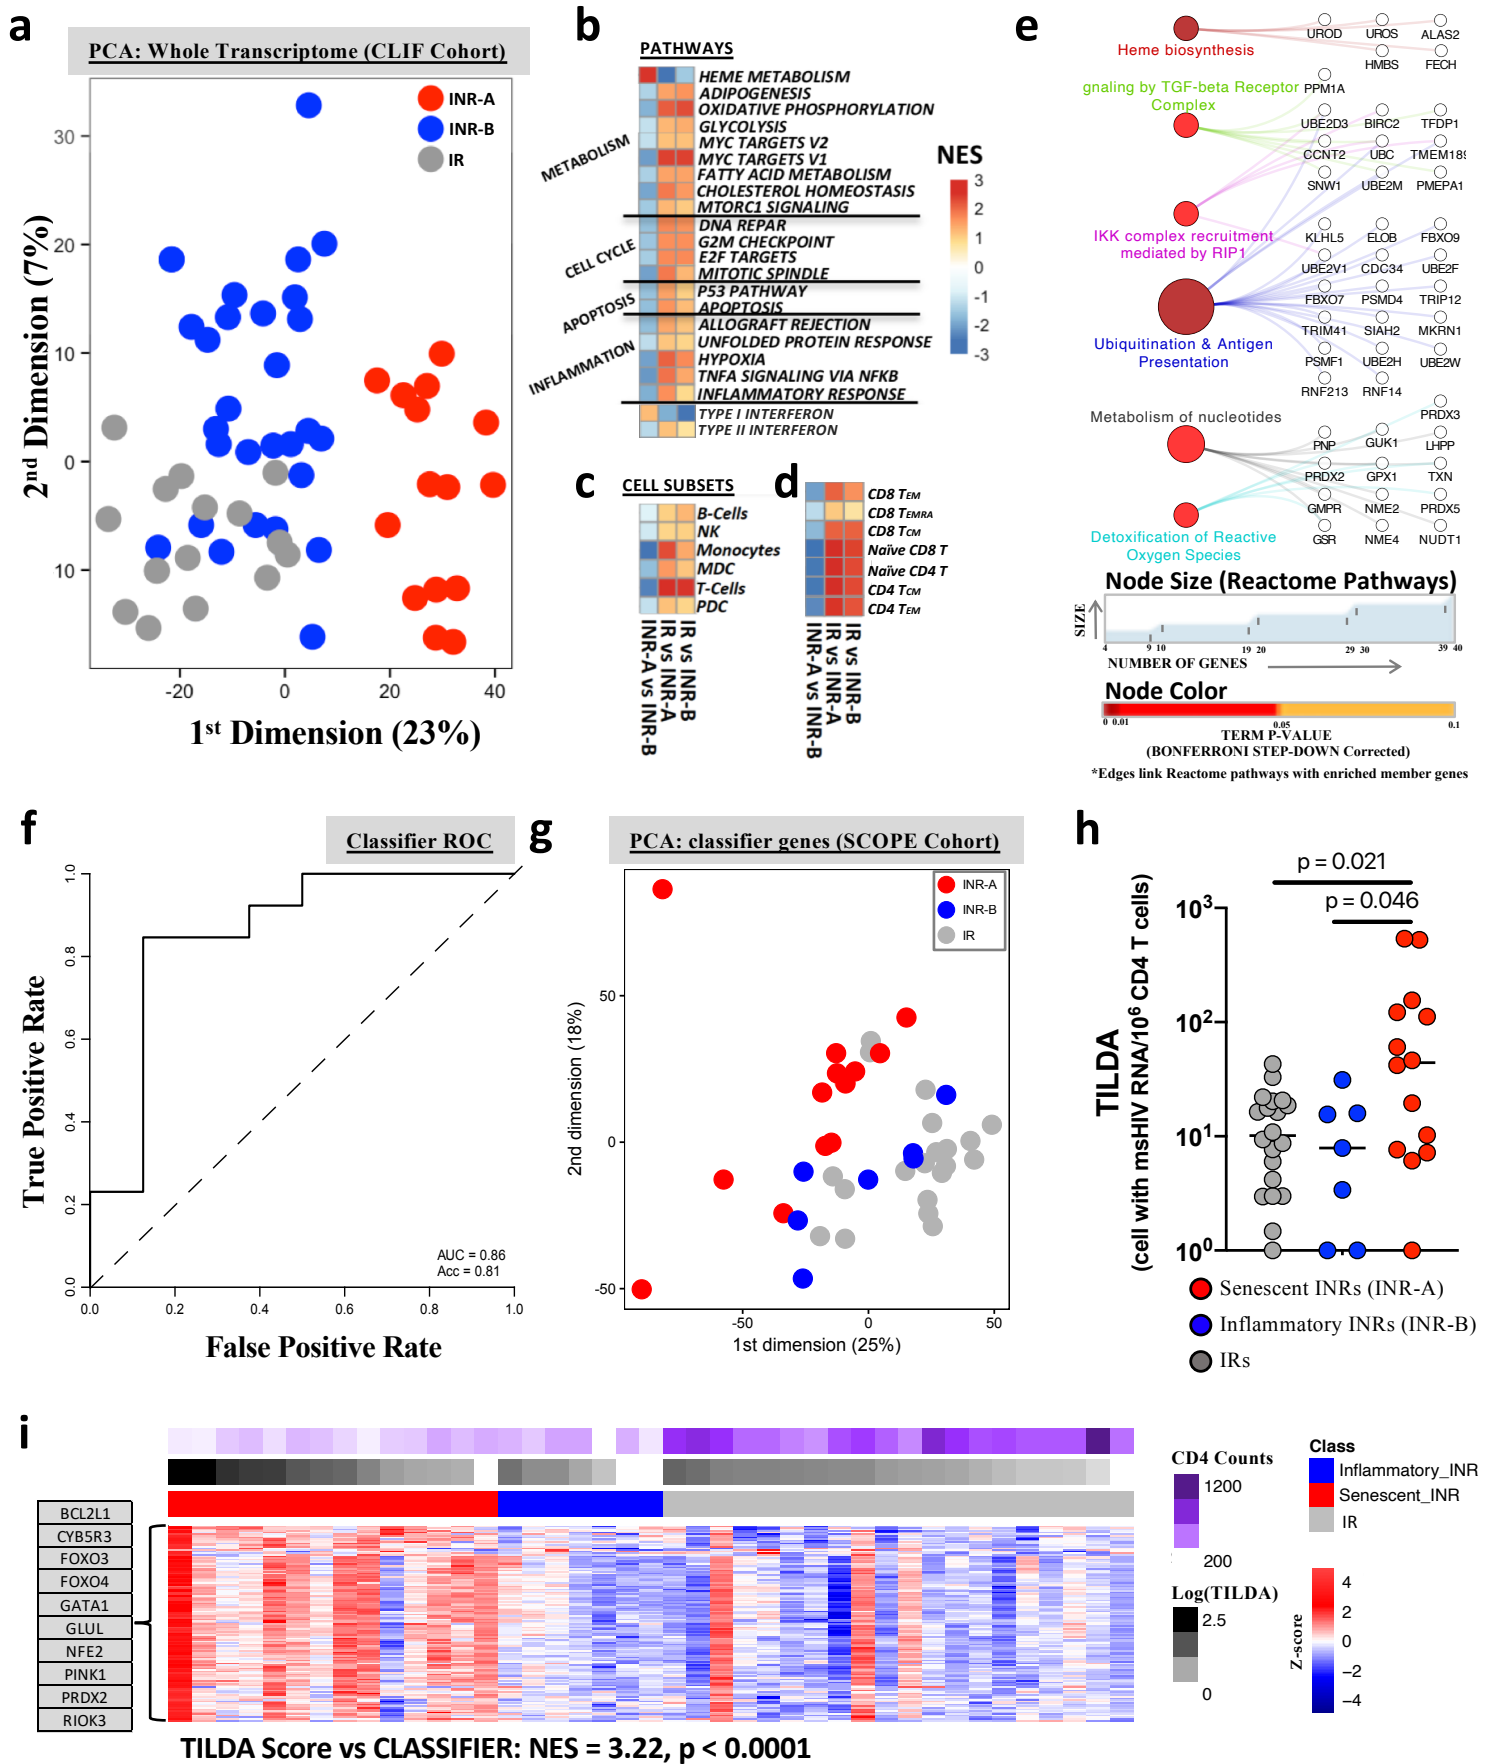 a
PCA: Whole Transcriptome (CLIF Cohort)
INR-A
INR-B
IR
30
20
10
0
10
-20
0
20
40
2nd Dimension (7%)
1st Dimension (23%)
b
PATHWAYS
METABOLISM
HEME METABOLISM
ADIPOGENESIS
OXIDATIVE PHOSPHORYLATION
GLYCOLYSIS
MYC TARGETS V2
MYC TARGETS V1
FATTY ACID METABOLISM
CHOLESTEROL HOMEOSTASIS
MTORC1 SIGNALING
CELL CYCLE
DNA REPAR
G2M CHECKPOINT
E2F TARGETS
MITOTIC SPINDLE
APOPTOSIS
P53 PATHWAY
APOPTOSIS
INFLAMMATION
ALLOGRAFT REJECTION
UNFOLDED PROTEIN RESPONSE
HYPOXIA
TNFA SIGNALING VIA NFKB
INFLAMMATORY RESPONSE
TYPE I INTERFERON
TYPE II INTERFERON
NES
3
2
1
0
-1
-2
-3
c
CELL SUBSETS
B-Cells
NK
Monocytes
MDC
T-Cells
PDC
INR-A vs INR-B
IR vs INR-A
IR vs INR-B
d
CD8 TEM
CD8 TEMRA
CD8 TCM
Naïve CD8 T
Naïve CD4 T
CD4 TCM
CD4 TEM
INR-A vs INR-B
IR vs INR-A
IR vs INR-B
e
Heme biosynthesis
UROD UROS ALAS2
HMBS FECH
gnaling by TGF-beta Receptor
Complex
PPM1A
UBE2D3 BIRC2 TFDP1
CCNT2 UBC TMEM189
SNW1 UBE2M PMEPA1
IKK complex recruitment
mediated by RIP1
KLHL5 ELOB FBXO9
UBE2V1 CDC34 UBE2F
FBXO7 PSMD4 TRIP12
TRIM41 SIAH2 MKRN1
Ubiquitination & Antigen
Presentation
PSMF1 UBE2H UBE2W
RNF213 RNF14
Metabolism of nucleotides
PRDX3
PNP GUK1 LHPP
PRDX2 GPX1 TXN
GMPR NME2 PRDX5
GSR NME4 NUDT1
Detoxification of Reactive
Oxygen Species
Node Size (Reactome Pathways)
SIZE
4 9 10 19 20 29 30 39 40
NUMBER OF GENES
Node Color
0 0.01 0.05 0.1
TERM P-VALUE
(BONFERRONI STEP-DOWN Corrected)
*Edges link Reactome pathways with enriched member genes
f
Classifier ROC
True Positive Rate
1.0
0.8
0.6
0.4
0.2
0.0
0.0 0.2 0.4 0.6 0.8 1.0
AUC = 0.86
Acc = 0.81
False Positive Rate
g
PCA: classifier genes (SCOPE Cohort)
INR-A
INR-B
IR
2nd dimension (18%)
50
0
-50
-50 0 50
1st dimension (25%)
h
p = 0.021
p = 0.046
TILDA
(cell with msHIV RNA/10^6 CD4 T cells)
10^3
10^2
10^1
10^0
Senescent INRs (INR-A)
Inflammatory INRs (INR-B)
IRs
i
BCL2L1
CYB5R3
FOXO3
FOXO4
GATA1
GLUL
NFE2
PINK1
PRDX2
RIOK3
TILDA Score vs CLASSIFIER: NES = 3.22, p < 0.0001
CD4 Counts
1200
200
Log(TILDA)
2.5
0
Class
Inflammatory_INR
Senescent_INR
IR
Z-score
4
2
0
−2
−4